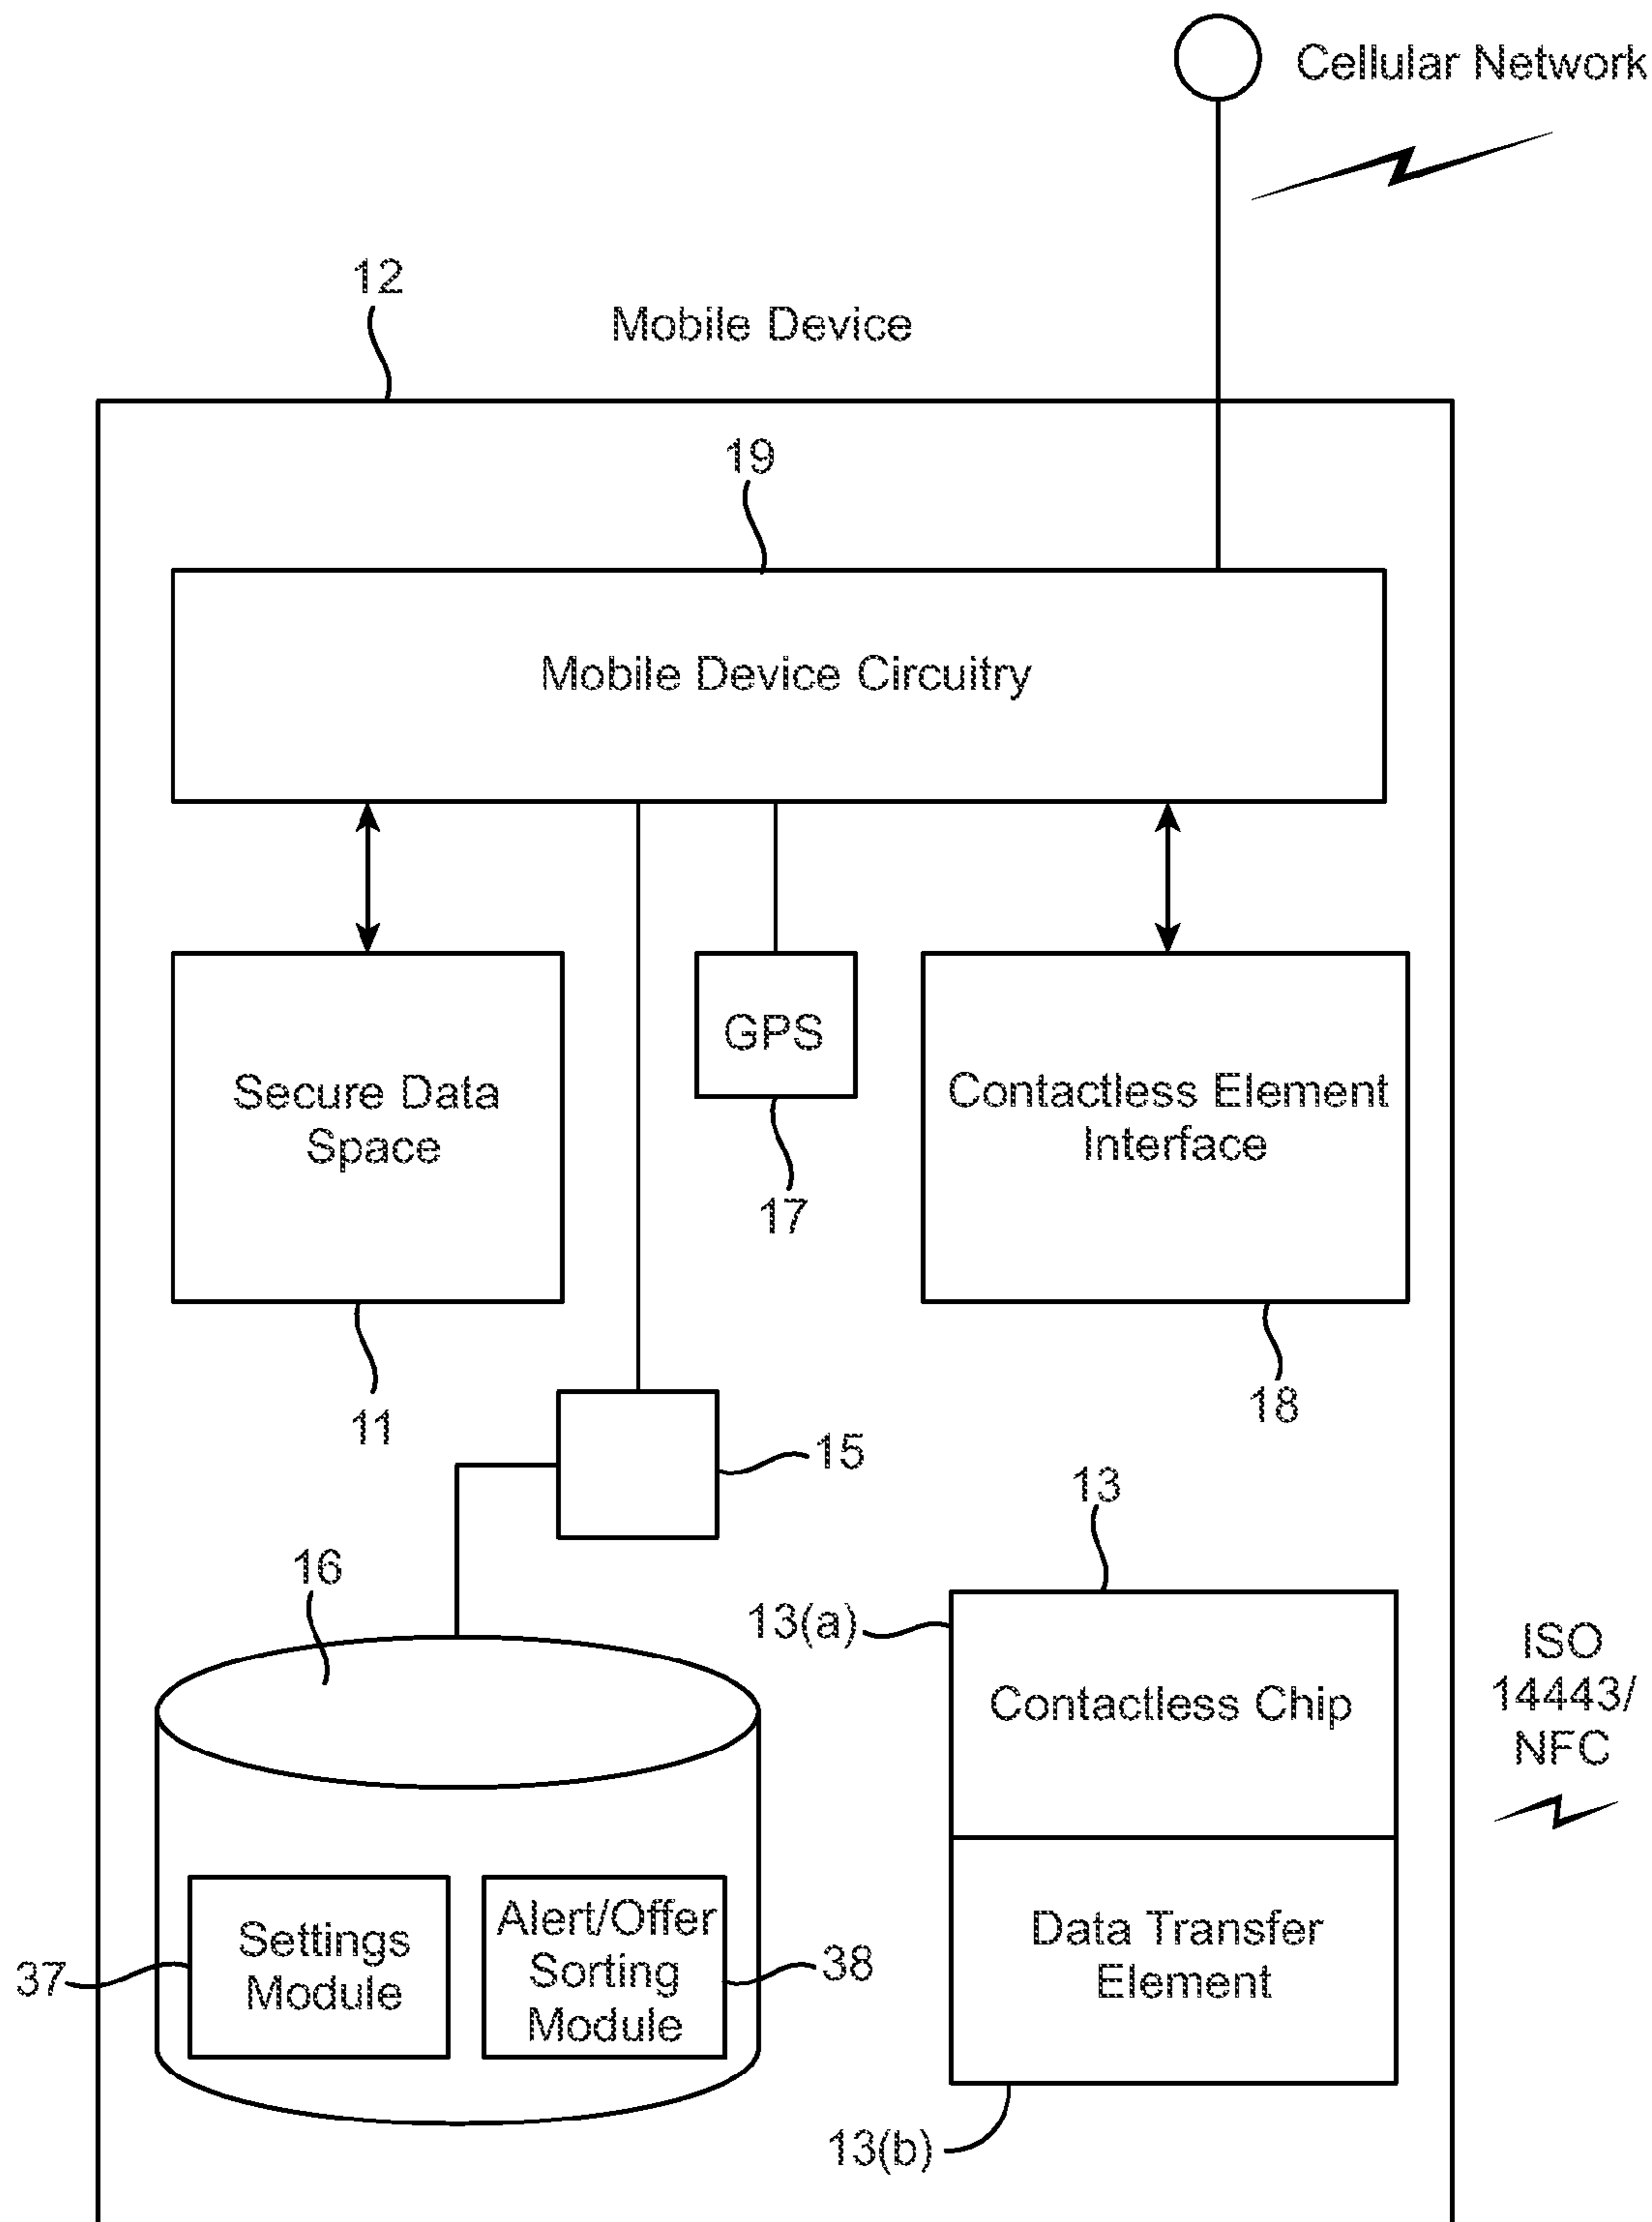 Cellular Network
12
Mobile Device
19
Mobile Device Circuitry
Secure Data
Space
GPS
Contactless Element
Interface
17
11
18
15
13
16
13(a)
Contactless Chip
ISO
14443/
NFC
Settings
Module
Alert/Offer
Sorting
Module
Data Transfer
Element
37
38
13(b)